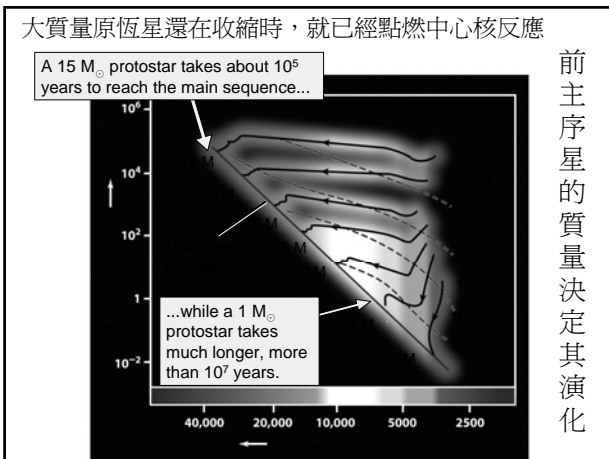 大質量原恆星還在收縮時，就已經點燃中心核反應
A 15 M☉ protostar takes about 10⁵
years to reach the main sequence...
前主序星的質量決定其演化
10⁶
10⁴
10²
1
10⁻²
...while a 1 M☉
protostar takes
much longer, more
than 10⁷ years.
40,000
20,000
10,000
5000
2500